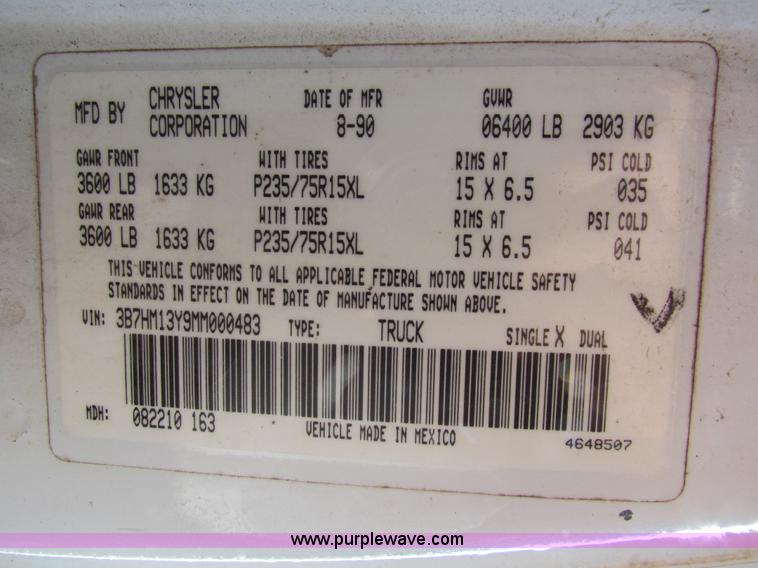 MFD BY CHRYSLER CORPORATION DATE OF MFR 8-90 GVWR 06400 LB 2903 KG
GAWR FRONT WITH TIRES RIMS AT PSI COLD
3600 LB 1633 KG P235/75R15XL 15 X 6.5 035
GAWR REAR WITH TIRES RIMS AT PSI COLD
3600 LB 1633 KG P235/75R15XL 15 X 6.5 041
THIS VEHICLE CONFORMS TO ALL APPLICABLE FEDERAL MOTOR VEHICLE SAFETY
STANDARDS IN EFFECT ON THE DATE OF MANUFACTURE SHOWN ABOVE.
VIN: 3B7HM13Y9MM000483 TYPE: TRUCK SINGLE X DUAL
MDH: 082210 163 VEHICLE MADE IN MEXICO 4648507
www.purplewave.com